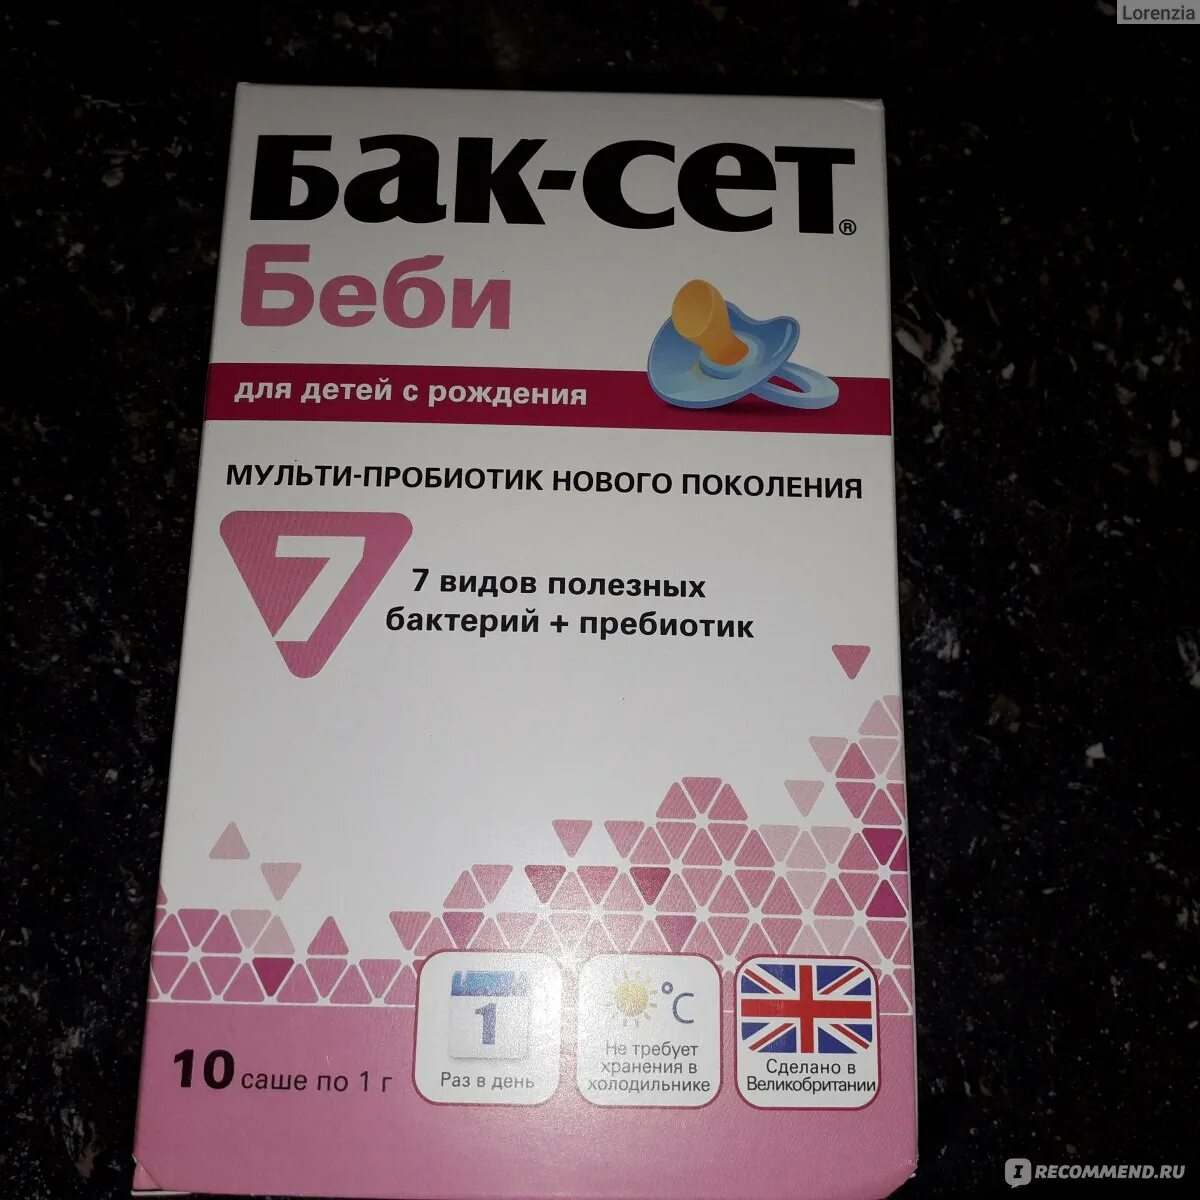 Lorenzia
Бак-сет®
Беби
для детей с рождения
МУЛЬТИ-ПРОБИОТИК НОВОГО ПОКОЛЕНИЯ
7
7 видов полезных
бактерий + пребиотик
1
Раз в день
°C
Не требует
хранения в
холодильнике
Сделано в
Великобритании
10 саше по 1 г
I RECOMMEND.RU